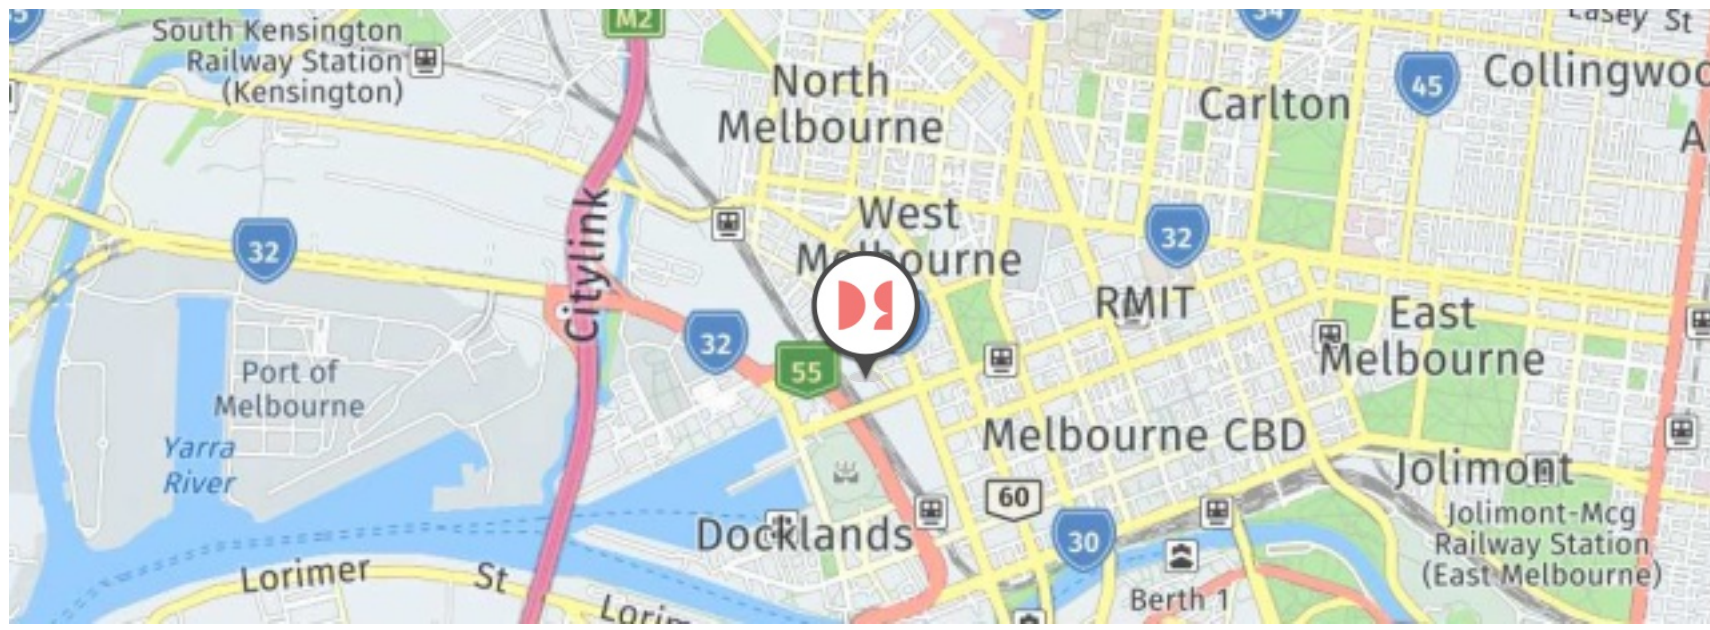 M2
South Kensington
Railway Station
(Kensington)
North
Melbourne
Carlton
45
Collingwoo
West
Melbourne
32
32
Citylink
RMIT
East
Melbourne
32
55
Port of
Melbourne
Yarra
River
Melbourne CBD
Jolimont
60
Docklands
30
Jolimont-Mcg
Railway Station
(East Melbourne)
Lorimer St
Berth 1